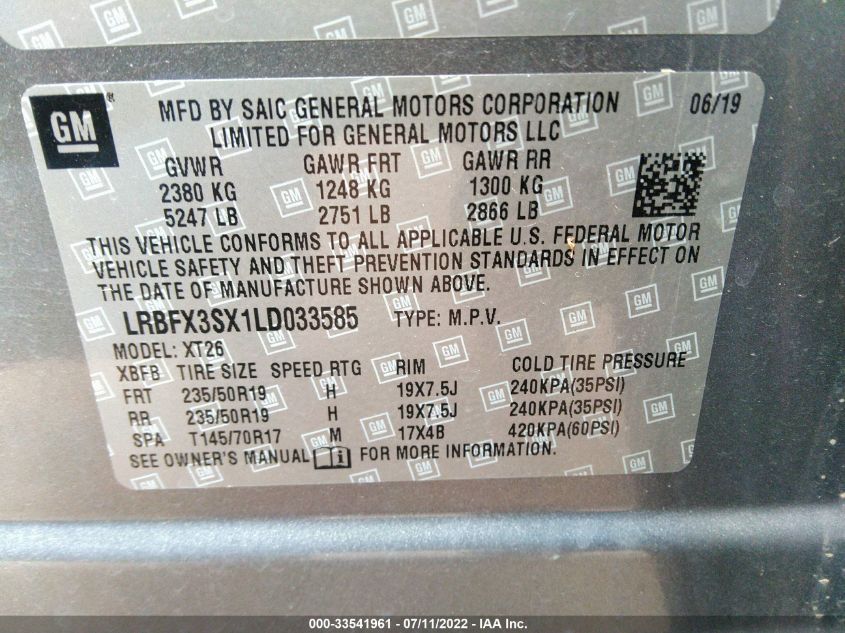 GM
MFD BY SAIC GENERAL MOTORS CORPORATION 06/19
LIMITED FOR GENERAL MOTORS LLC
GVWR GAWR FRT GAWR RR
2380 KG 1248 KG 1300 KG
5247 LB 2751 LB 2866 LB
THIS VEHICLE CONFORMS TO ALL APPLICABLE U.S. FEDERAL MOTOR
VEHICLE SAFETY AND THEFT PREVENTION STANDARDS IN EFFECT ON
THE DATE OF MANUFACTURE SHOWN ABOVE.
LRBFX3SX1LD033585 TYPE: M.P.V.
MODEL: XT26
XBFB TIRE SIZE SPEED RTG RIM COLD TIRE PRESSURE
FRT 235/50R19 H 19X7.5J 240KPA(35PSI)
RR 235/50R19 H 19X7.5J 240KPA(35PSI)
SPA T145/70R17 M 17X4B 420KPA(60PSI)
SEE OWNER'S MANUAL i FOR MORE INFORMATION.
000-33541961 - 07/11/2022 - IAA Inc.